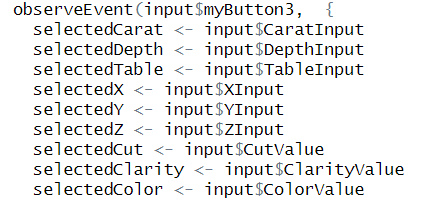 observeEvent(input$myButton3,  {
  selectedCarat <- input$CaratInput
  selectedDepth <- input$DepthInput
  selectedTable <- input$TableInput
  selectedX <- input$XInput
  selectedY <- input$YInput
  selectedZ <- input$ZInput
  selectedCut <- input$CutValue
  selectedClarity <- input$ClarityValue
  selectedColor <- input$ColorValue